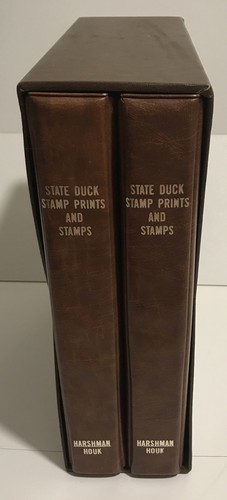 STATE DUCK
STAMP PRINTS
AND
STAMPS
HARSHMAN
HOUK
STATE DUCK
STAMP PRINTS
AND
STAMPS
HARSHMAN
HOUK